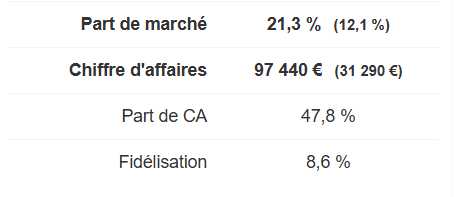 Part de marché 21,3 % (12,1 %)
Chiffre d'affaires 97 440 € (31 290 €)
Part de CA 47,8 %
Fidélisation 8,6 %